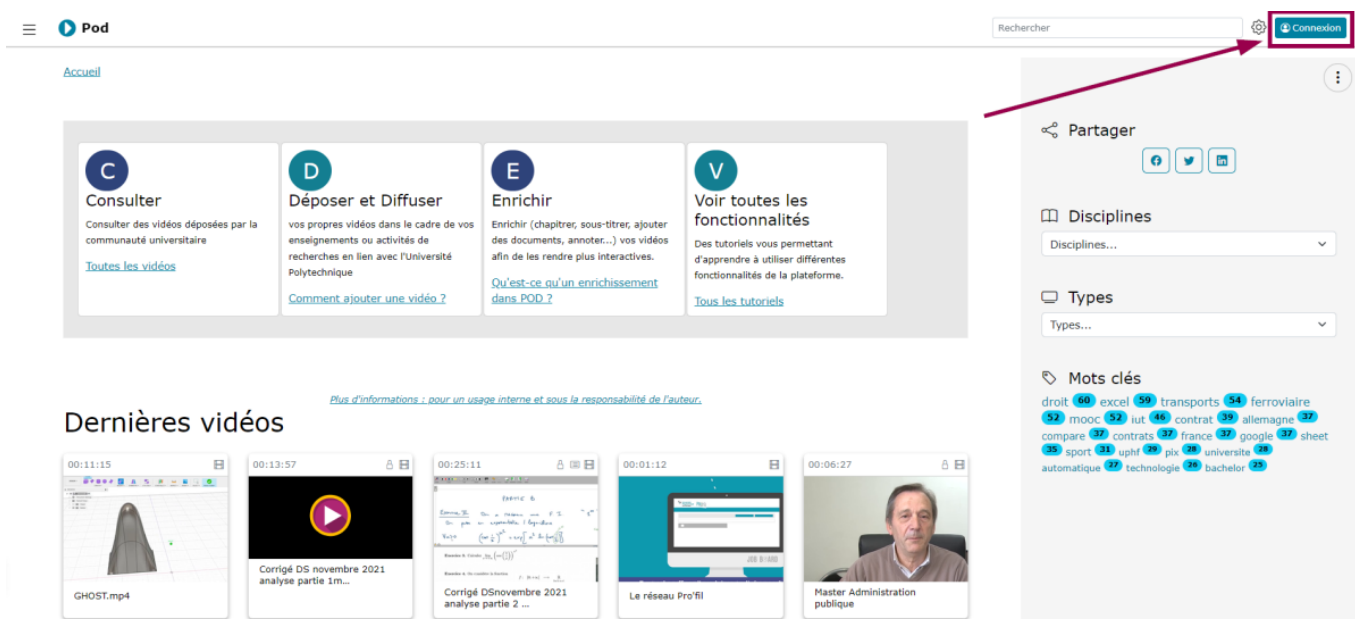 Pod
Rechercher
Connexion
Accueil
C
Consulter
Consulter des vidéos déposées par la
communauté universitaire
Toutes les vidéos
D
Déposer et Diffuser
vos propres vidéos dans le cadre de vos
enseignements ou activités de
recherches en lien avec l'Université
Polytechnique
Comment ajouter une vidéo ?
E
Enrichir
Enrichir (chapitrer, sous-titrer, ajouter
des documents, annoter...) vos vidéos
afin de les rendre plus interactives.
Qu'est-ce qu'un enrichissement
dans POD ?
V
Voir toutes les
fonctionnalités
Des tutoriels vous permettant
d'apprendre à utiliser différentes
fonctionnalités de la plateforme.
Tous les tutoriels
Plus d'informations : pour un usage interne et sous la responsabilité de l'auteur.
Dernières vidéos
00:11:15
GHOST.mp4
00:13:57
Corrigé DS novembre 2021
analyse partie 1m...
00:25:11
PARTIE B
Corrigé DSnovembre 2021
analyse partie 2 ...
00:01:12
Le réseau Pro'fil
00:06:27
Master Administration
publique
Partager
Disciplines
Disciplines...
Types
Types...
Mots clés
droit 60 excel 59 transports 54 ferroviaire
52 mooc 52 iut 46 contrat 39 allemagne 37
compare 37 contrats 37 france 37 google 37 sheet
35 sport 31 uphf 29 pix 28 universite 28
automatique 27 technologie 26 bachelor 25